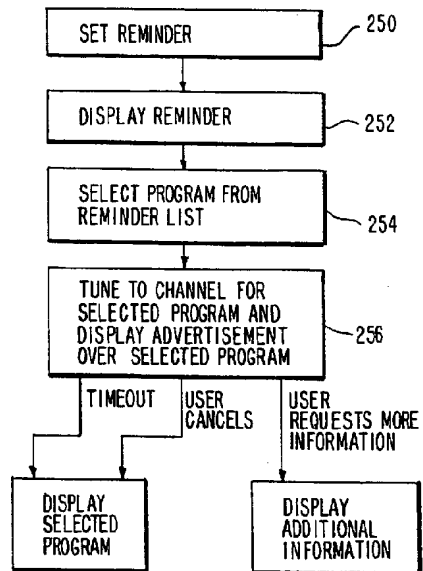 SET REMINDER
250
DISPLAY REMINDER
252
SELECT PROGRAM FROM
REMINDER LIST
254
TUNE TO CHANNEL FOR
SELECTED PROGRAM AND
DISPLAY ADVERTISEMENT
OVER SELECTED PROGRAM
256
TIMEOUT
USER
CANCELS
USER
REQUESTS MORE
INFORMATION
DISPLAY
SELECTED
PROGRAM
DISPLAY
ADDITIONAL
INFORMATION